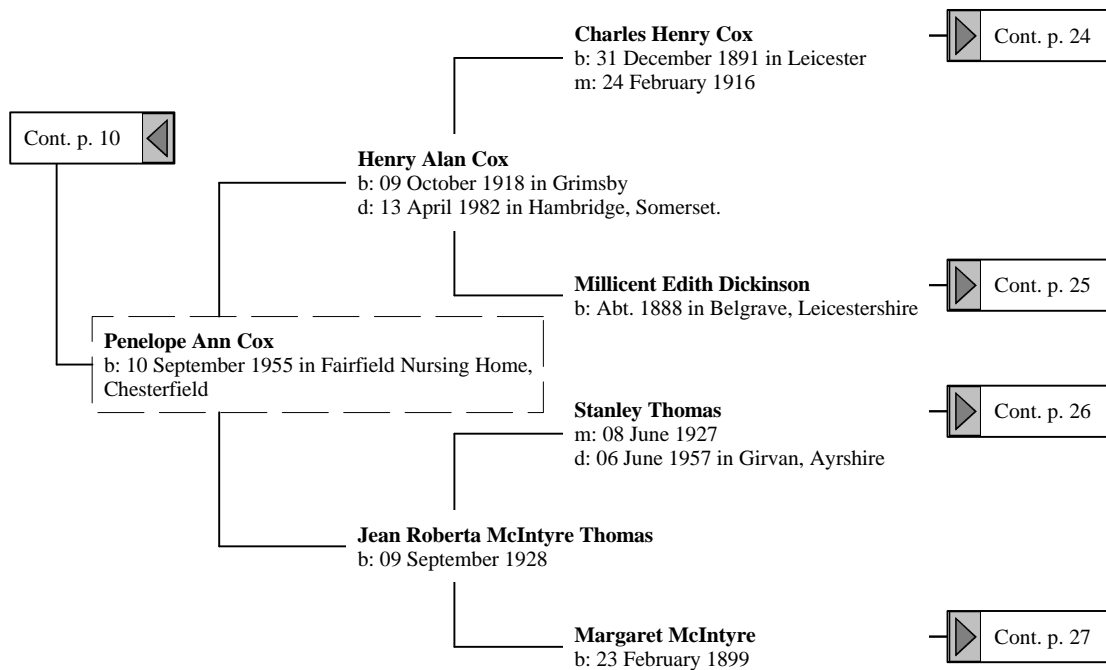 Charles Henry Cox
b: 31 December 1891 in Leicester
m: 24 February 1916
Cont. p. 24
Cont. p. 10
Henry Alan Cox
b: 09 October 1918 in Grimsby
d: 13 April 1982 in Hambridge, Somerset.
Millicent Edith Dickinson
b: Abt. 1888 in Belgrave, Leicestershire
Cont. p. 25
Penelope Ann Cox
b: 10 September 1955 in Fairfield Nursing Home,
Chesterfield
Stanley Thomas
m: 08 June 1927
d: 06 June 1957 in Girvan, Ayrshire
Cont. p. 26
Jean Roberta McIntyre Thomas
b: 09 September 1928
Margaret McIntyre
b: 23 February 1899
Cont. p. 27